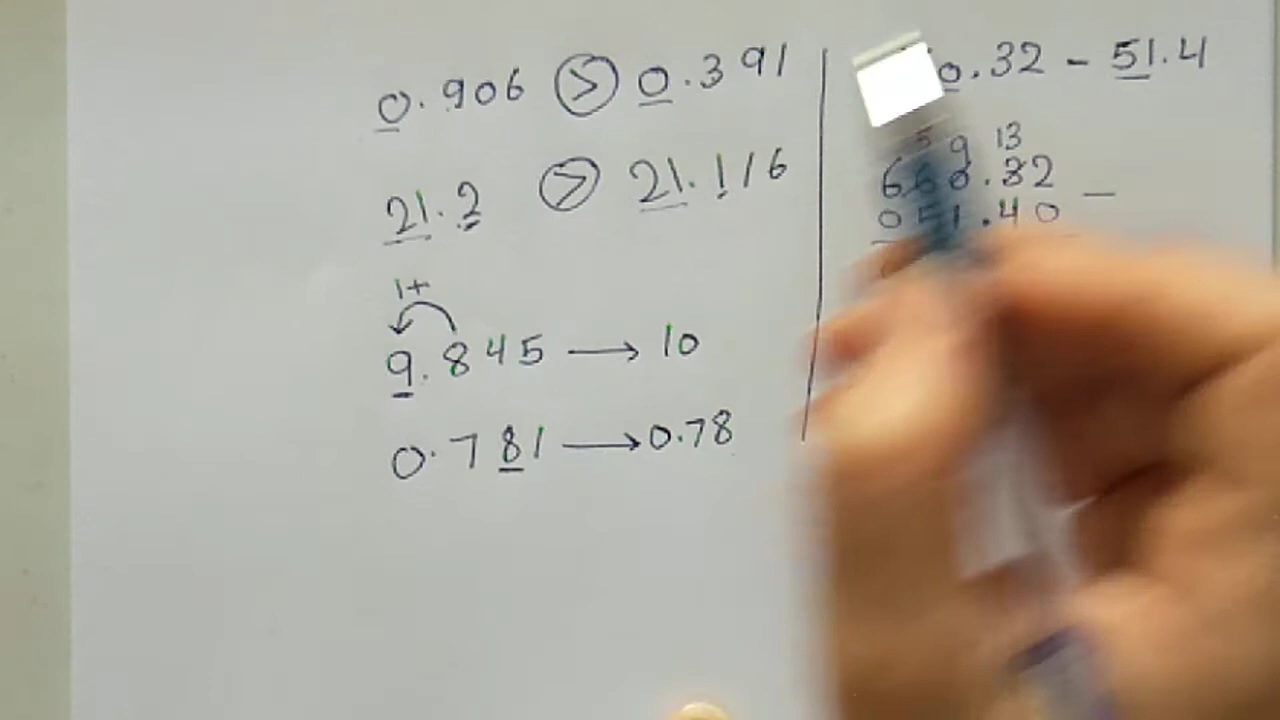 0.906 > 0.391
21.2 > 21.116
1+
9.845 → 10
0.781 → 0.78
0.32 - 51.4
5 9 13
660.32 -
051.40